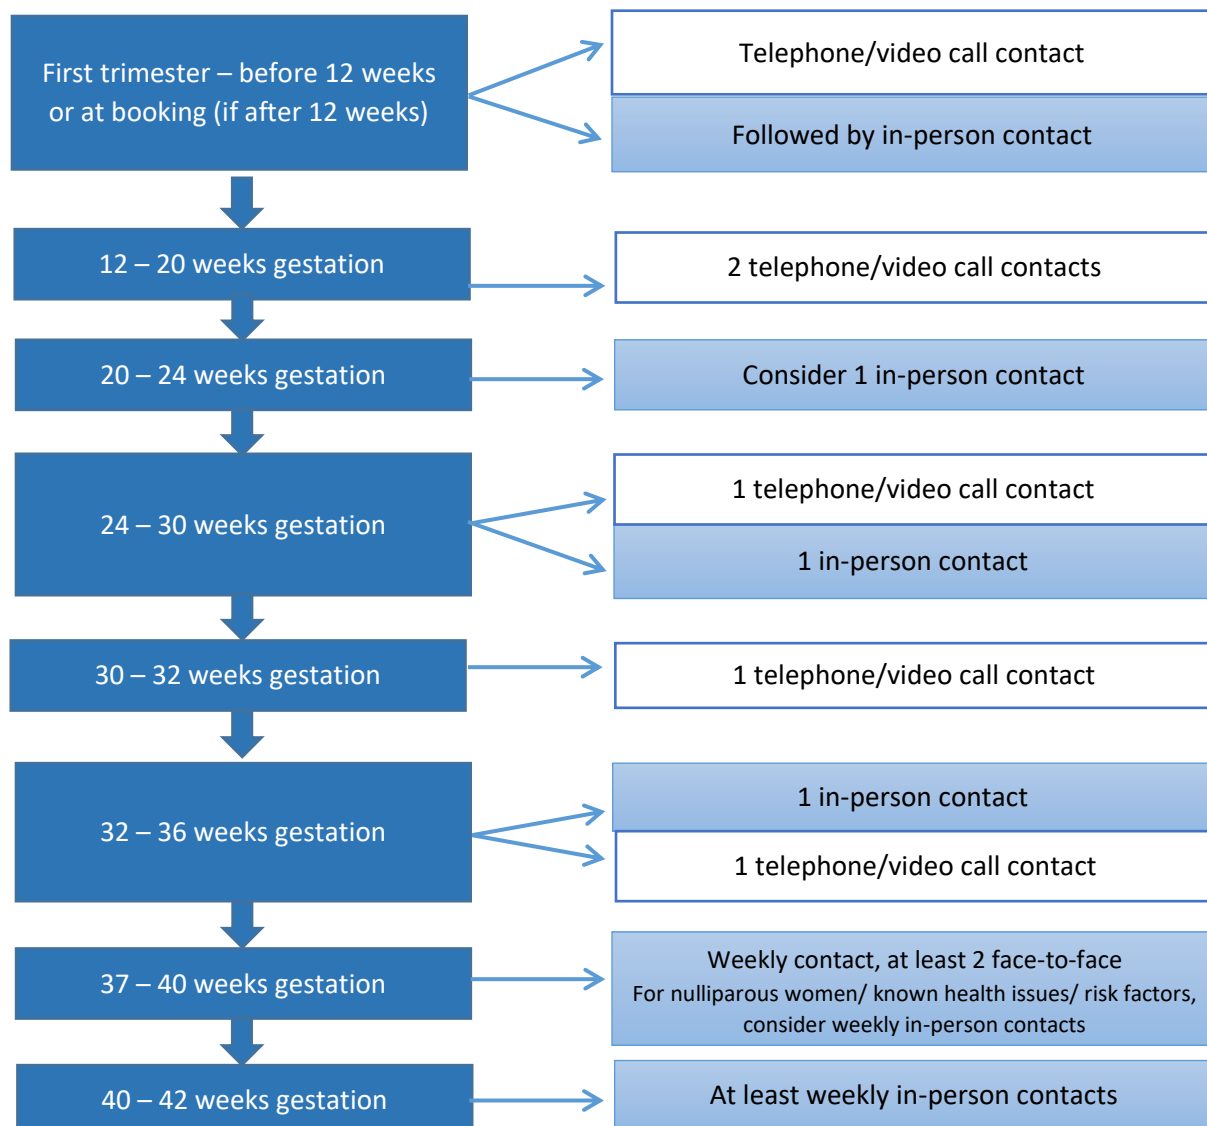 First trimester – before 12 weeks
or at booking (if after 12 weeks)
Telephone/video call contact
Followed by in-person contact
12 – 20 weeks gestation
2 telephone/video call contacts
20 – 24 weeks gestation
Consider 1 in-person contact
24 – 30 weeks gestation
1 telephone/video call contact
1 in-person contact
30 – 32 weeks gestation
1 telephone/video call contact
32 – 36 weeks gestation
1 in-person contact
1 telephone/video call contact
37 – 40 weeks gestation
Weekly contact, at least 2 face-to-face
For nulliparous women/ known health issues/ risk factors,
consider weekly in-person contacts
40 – 42 weeks gestation
At least weekly in-person contacts